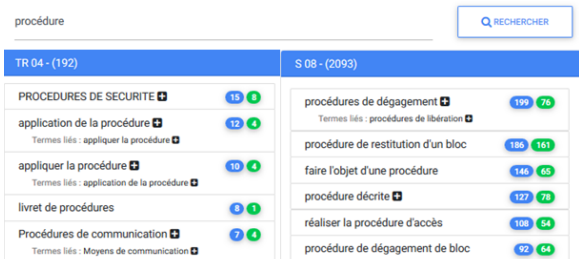 procédure
RECHERCHER
TR 04 - (192)
PROCEDURES DE SECURITE 15 8
application de la procédure 12 4
Termes liés : appliquer la procédure
appliquer la procédure 10 4
Termes liés : application de la procédure
livret de procédures 8 1
Procédures de communication 7 4
Termes liés : Moyens de communication
S 08 - (2093)
procédures de dégagement 199 76
Termes liés : procédures de libération
procédure de restitution d'un bloc 186 161
faire l'objet d'une procédure 146 65
procédure décrite 127 78
réaliser la procédure d'accès 108 54
procédure de dégagement de bloc 92 64